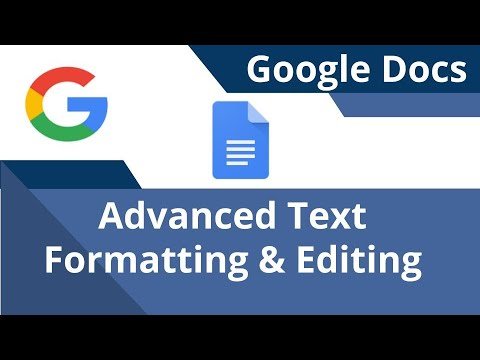 Google Docs
Advanced Text
Formatting & Editing